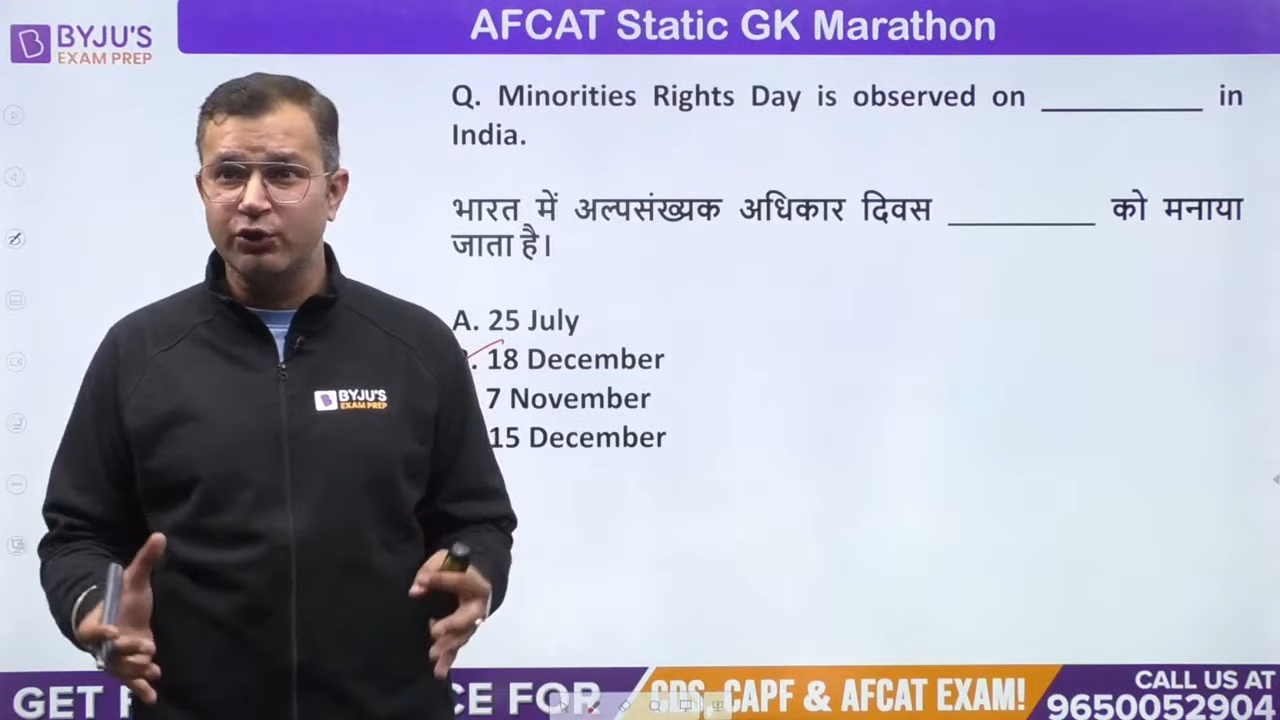 AFCAT Static GK Marathon
BYJU'S
EXAM PREP
Q. Minorities Rights Day is observed on __________ in
India.
भारत में अल्पसंख्यक अधिकार दिवस __________ को मनाया
जाता है।
A. 25 July
. 18 December
. 7 November
15 December
BYJU'S
EXAM PREP
GET
CE FOR
CDS, CAPF & AFCAT EXAM!
CALL US AT
9650052904